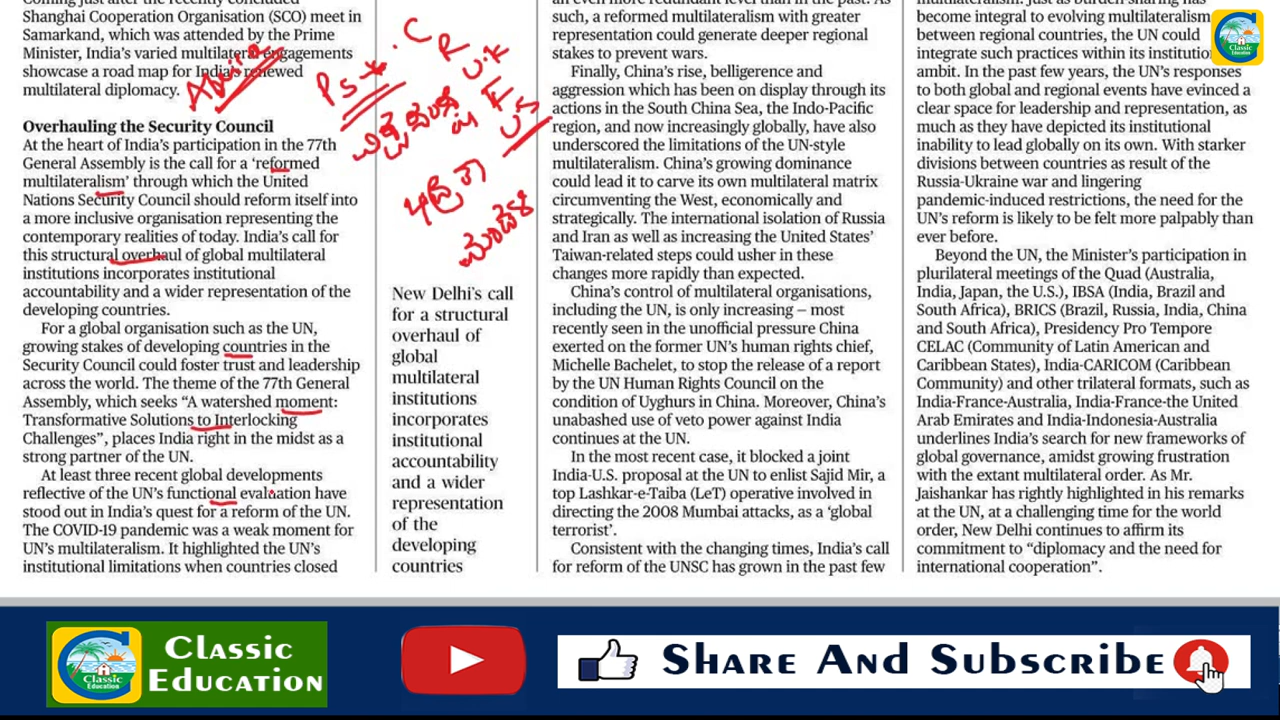 Coming just after the recently concluded
Shanghai Cooperation Organisation (SCO) meet in
Samarkand, which was attended by the Prime
Minister, India's varied multilateral engagements
showcase a road map for India's renewed
multilateral diplomacy.
Overhauling the Security Council
At the heart of India's participation in the 77th
General Assembly is the call for a 'reformed
multilateralism' through which the United
Nations Security Council should reform itself into
a more inclusive organisation representing the
contemporary realities of today. India's call for
this structural overhaul of global multilateral
institutions incorporates institutional
accountability and a wider representation of the
developing countries.
For a global organisation such as the UN,
growing stakes of developing countries in the
Security Council could foster trust and leadership
across the world. The theme of the 77th General
Assembly, which seeks "A watershed moment:
Transformative Solutions to Interlocking
Challenges", places India right in the midst as a
strong partner of the UN.
At least three recent global developments
reflective of the UN's functional evaluation have
stood out in India's quest for a reform of the UN.
The COVID-19 pandemic was a weak moment for
UN's multilateralism. It highlighted the UN's
institutional limitations when countries closed
C
R
U.K
F
US
New Delhi's call
for a structural
overhaul of
global
multilateral
institutions
incorporates
institutional
accountability
and a wider
representation
of the
developing
countries
an even more redundant level than in the past. As
such, a reformed multilateralism with greater
representation could generate deeper regional
stakes to prevent wars.
Finally, China's rise, belligerence and
aggression which has been on display through its
actions in the South China Sea, the Indo-Pacific
region, and now increasingly globally, have also
underscored the limitations of the UN-style
multilateralism. China's growing dominance
could lead it to carve its own multilateral matrix
circumventing the West, economically and
strategically. The international isolation of Russia
and Iran as well as increasing the United States'
Taiwan-related steps could usher in these
changes more rapidly than expected.
China's control of multilateral organisations,
including the UN, is only increasing — most
recently seen in the unofficial pressure China
exerted on the former UN's human rights chief,
Michelle Bachelet, to stop the release of a report
by the UN Human Rights Council on the
condition of Uyghurs in China. Moreover, China's
unabashed use of veto power against India
continues at the UN.
In the most recent case, it blocked a joint
India-U.S. proposal at the UN to enlist Sajid Mir, a
top Lashkar-e-Taiba (LeT) operative involved in
directing the 2008 Mumbai attacks, as a 'global
terrorist'.
Consistent with the changing times, India's call
for reform of the UNSC has grown in the past few
multilateralism. Just as burden sharing has
become integral to evolving multilateralism
between regional countries, the UN could
integrate such practices within its institutional
ambit. In the past few years, the UN's responses
to both global and regional events have evinced a
clear space for leadership and representation, as
much as they have depicted its institutional
inability to lead globally on its own. With starker
divisions between countries as result of the
Russia-Ukraine war and lingering
pandemic-induced restrictions, the need for the
UN's reform is likely to be felt more palpably than
ever before.
Beyond the UN, the Minister's participation in
plurilateral meetings of the Quad (Australia,
India, Japan, the U.S.), IBSA (India, Brazil and
South Africa), BRICS (Brazil, Russia, India, China
and South Africa), Presidency Pro Tempore
CELAC (Community of Latin American and
Caribbean States), India-CARICOM (Caribbean
Community) and other trilateral formats, such as
India-France-Australia, India-France-the United
Arab Emirates and India-Indonesia-Australia
underlines India's search for new frameworks of
global governance, amidst growing frustration
with the extant multilateral order. As Mr.
Jaishankar has rightly highlighted in his remarks
at the UN, at a challenging time for the world
order, New Delhi continues to affirm its
commitment to "diplomacy and the need for
international cooperation".
Classic
Education
Classic
Education
Classic
Education
Share And Subscribe